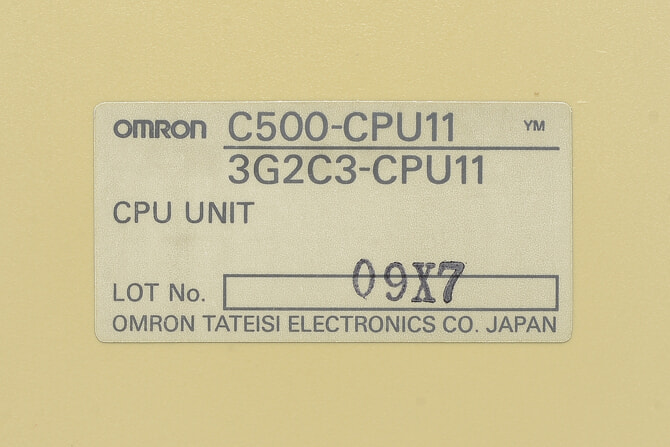 omron C500-CPU11 YM
3G2C3-CPU11
CPU UNIT
LOT No. 09X7
OMRON TATEISI ELECTRONICS CO. JAPAN